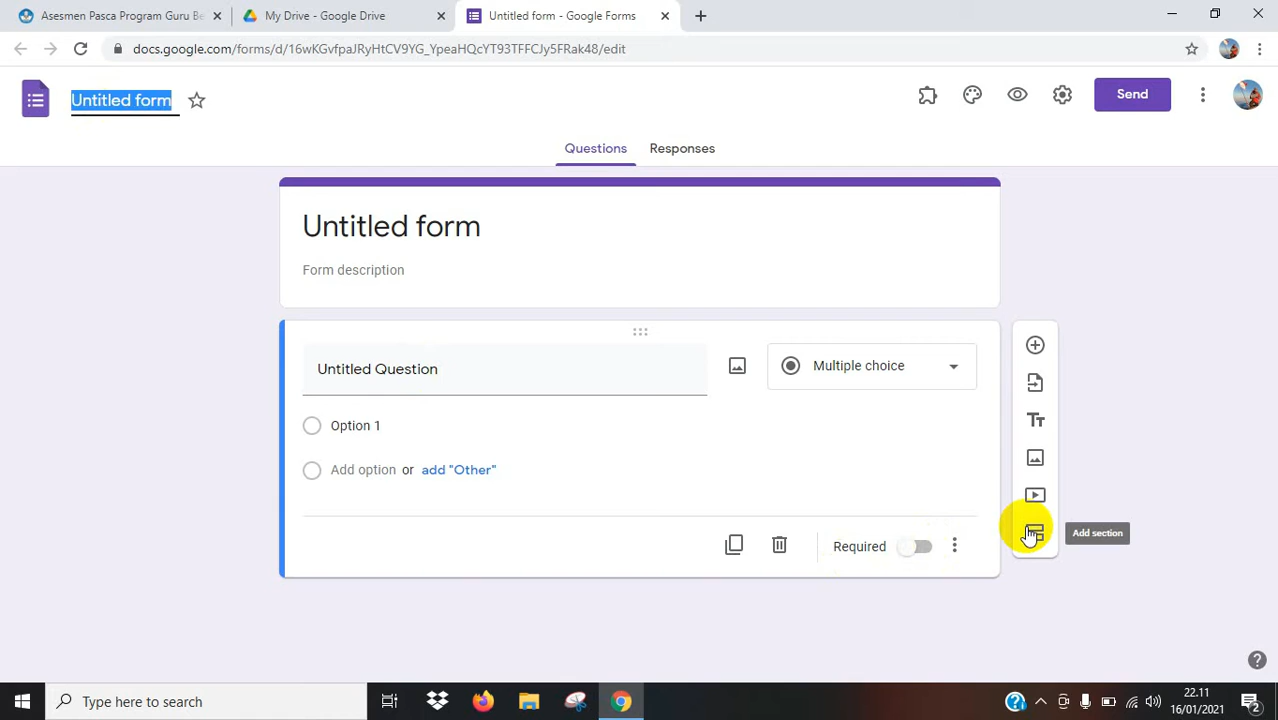 Asesmen Pasca Program Guru Be
My Drive - Google Drive
Untitled form - Google Forms
docs.google.com/forms/d/16wKGvfpaJRyHtCV9YG_YpeaHQcYT93TFFCJy5FRak48/edit
Untitled form
Send
Questions
Responses
Untitled form
Form description
Untitled Question
Multiple choice
Option 1
Add option or add "Other"
Required
Add section
Type here to search
22.11
16/01/2021
2